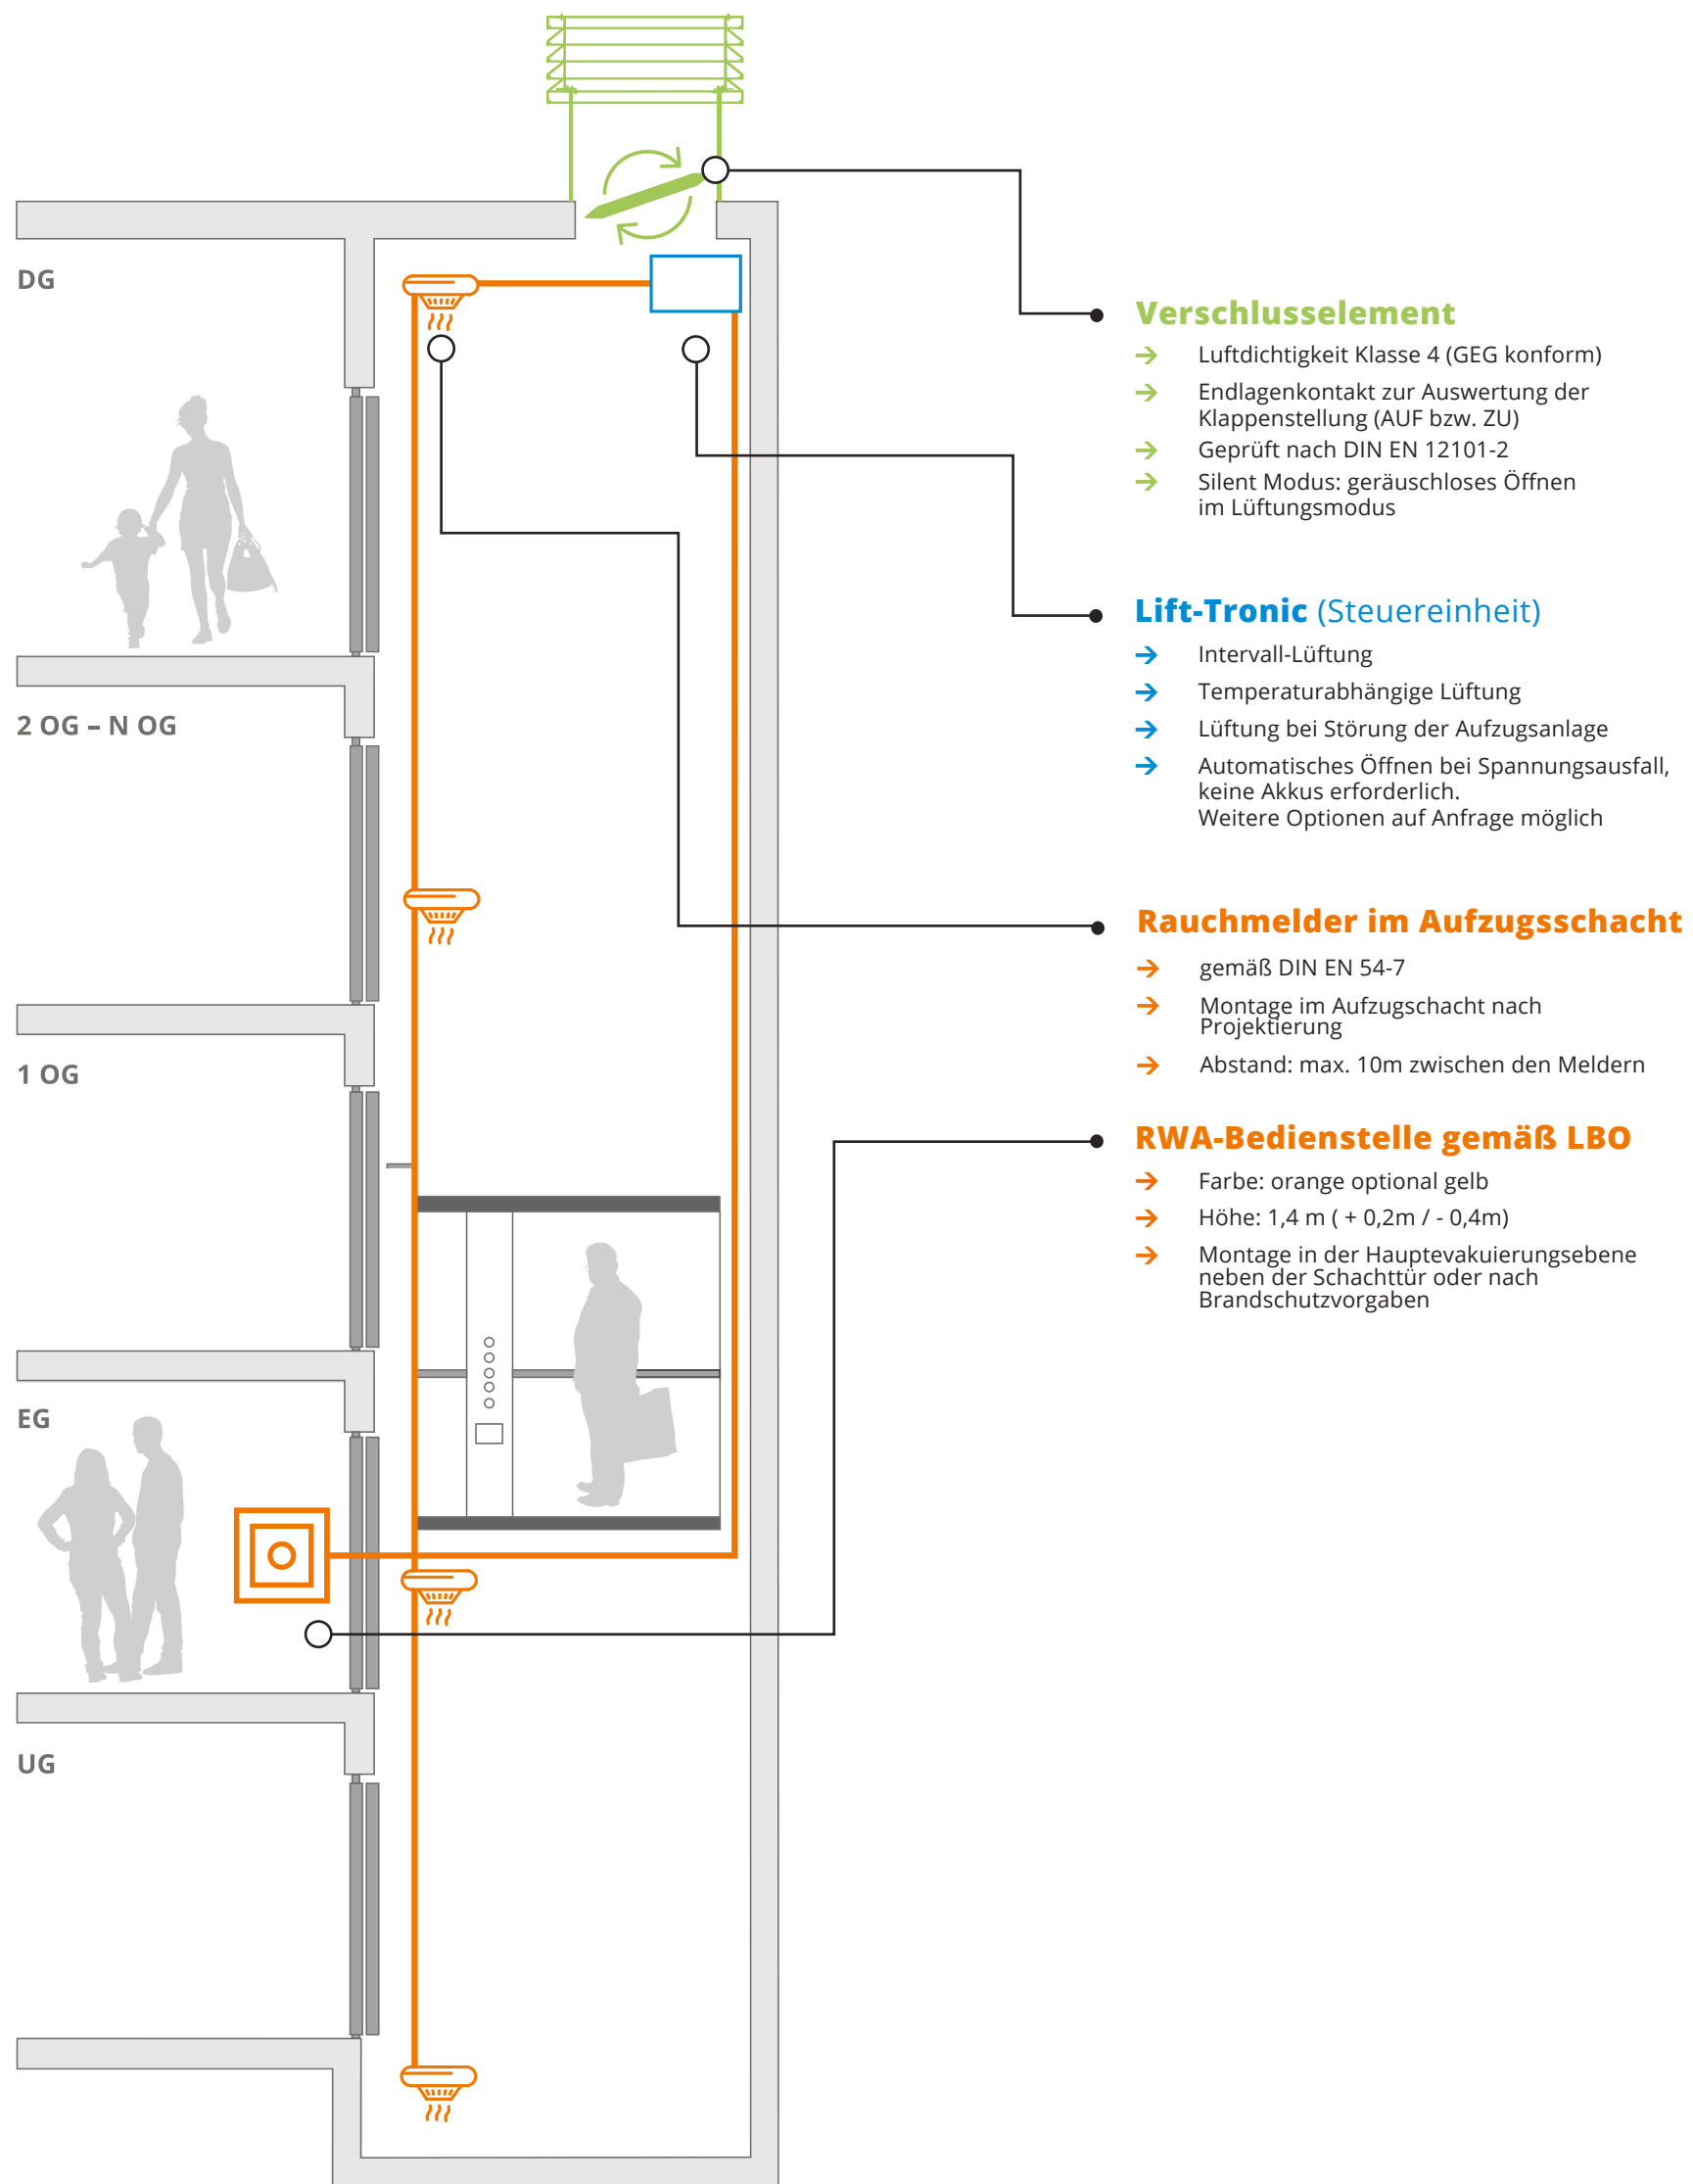 DG
2 OG – N OG
1 OG
EG
UG
Verschlusselement
Luftdichtigkeit Klasse 4 (GEG konform)
Endlagenkontakt zur Auswertung der
Klappenstellung (AUF bzw. ZU)
Geprüft nach DIN EN 12101-2
Silent Modus: geräuschloses Öffnen
im Lüftungsmodus
Lift-Tronic (Steuereinheit)
Intervall-Lüftung
Temperaturabhängige Lüftung
Lüftung bei Störung der Aufzugsanlage
Automatisches Öffnen bei Spannungsausfall,
keine Akkus erforderlich.
Weitere Optionen auf Anfrage möglich
Rauchmelder im Aufzugsschacht
gemäß DIN EN 54-7
Montage im Aufzugschacht nach
Projektierung
Abstand: max. 10m zwischen den Meldern
RWA-Bedienstelle gemäß LBO
Farbe: orange optional gelb
Höhe: 1,4 m ( + 0,2m / - 0,4m)
Montage in der Hauptevakuierungsebene
neben der Schachttür oder nach
Brandschutzvorgaben